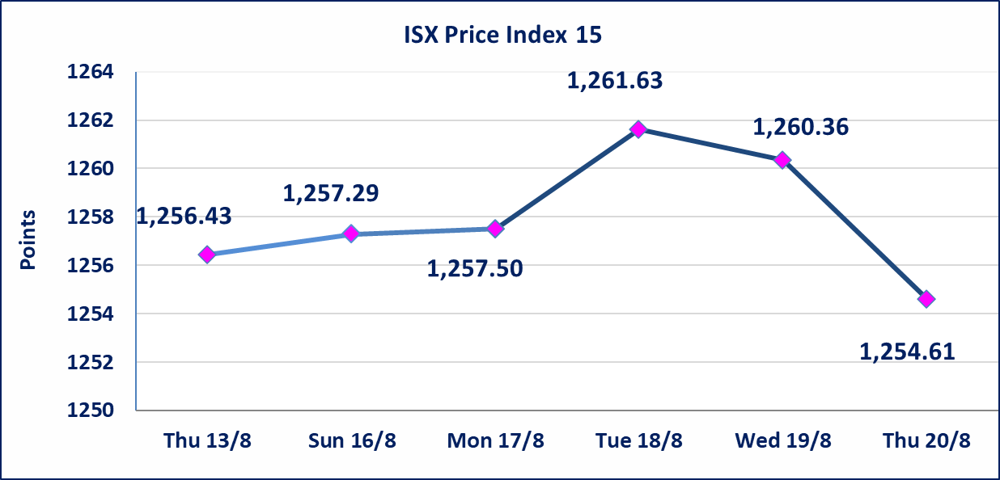 ISX Price Index 15
Points
1264
1262
1260
1258
1256
1254
1252
1250
1,256.43
1,257.29
1,257.50
1,261.63
1,260.36
1,254.61
Thu 13/8
Sun 16/8
Mon 17/8
Tue 18/8
Wed 19/8
Thu 20/8